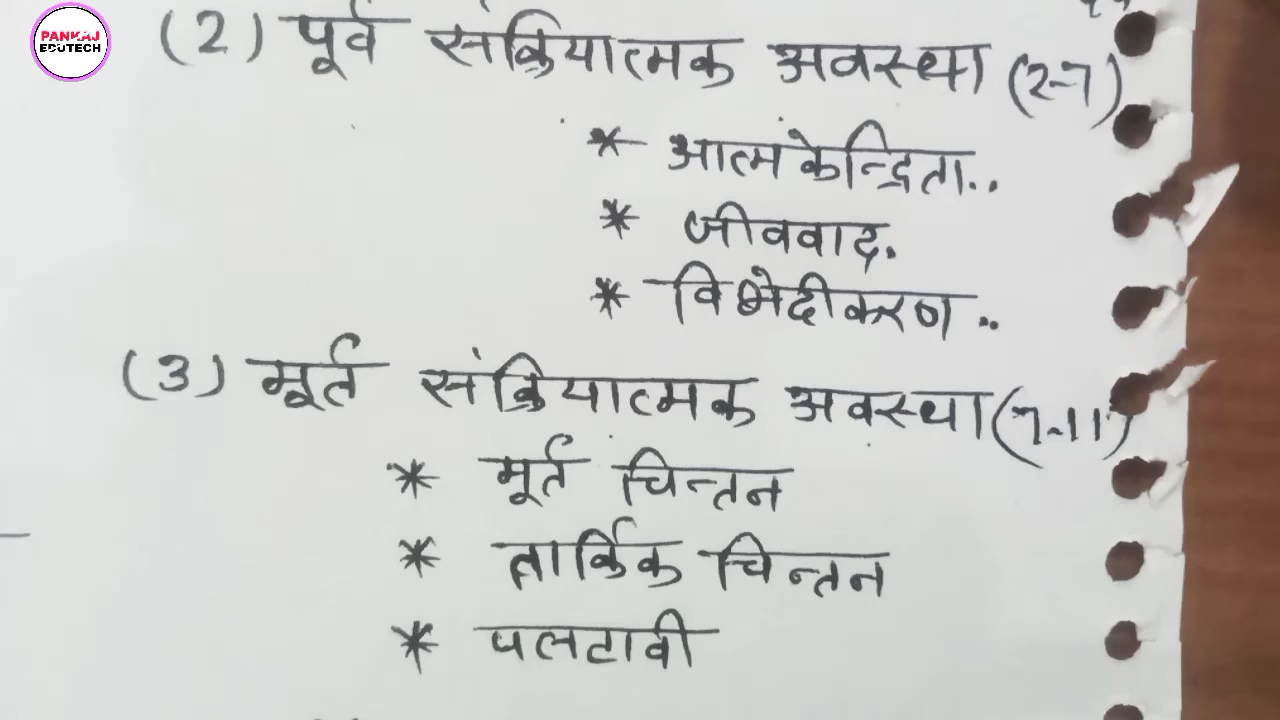 PANKAJ
EDUTECH
(2) पूर्व संक्रियात्मक अवस्था (2-7)
* आत्मकेन्द्रिता..
* जीववाद.
* विभेदीकरण..
(3) मूर्त संक्रियात्मक अवस्था (7-11)
* मूर्त चिन्तन
* तार्किक चिन्तन
* पलटावी